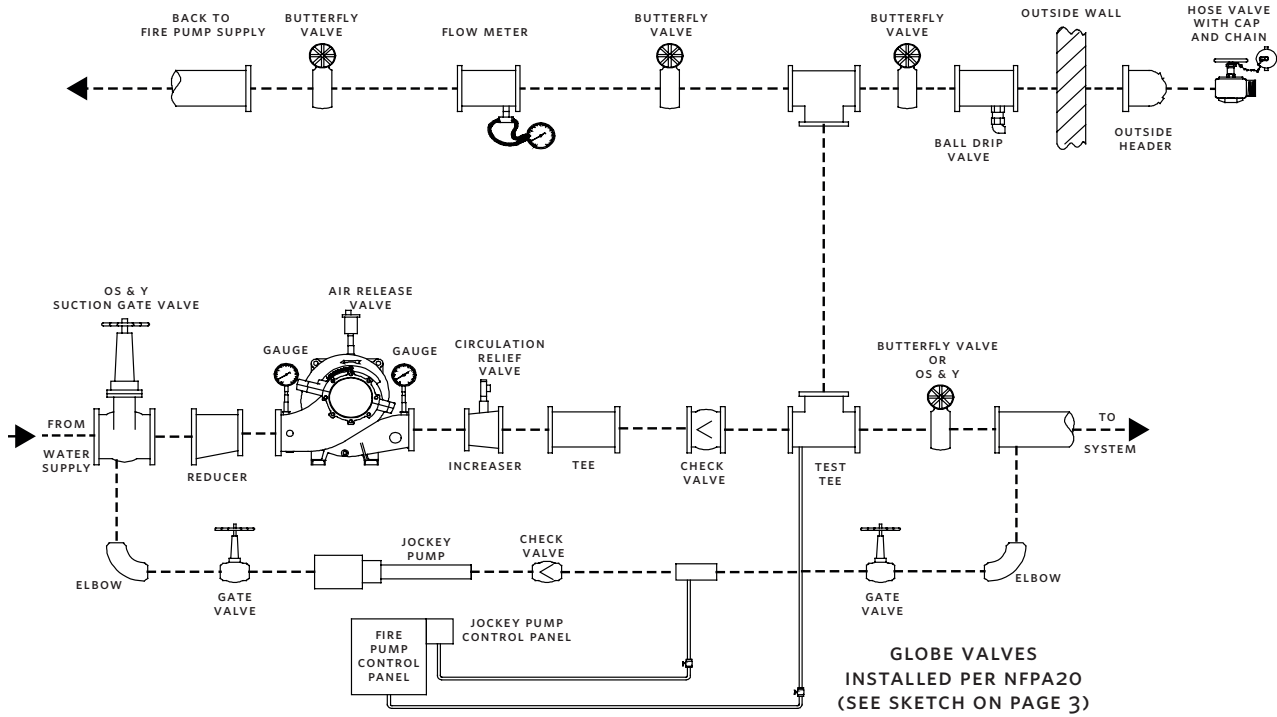 BACK TO
FIRE PUMP SUPPLY
BUTTERFLY
VALVE
FLOW METER
BUTTERFLY
VALVE
BUTTERFLY
VALVE
OUTSIDE WALL
HOSE VALVE
WITH CAP
AND CHAIN
BALL DRIP
VALVE
OUTSIDE
HEADER
OS & Y
SUCTION GATE VALVE
AIR RELEASE
VALVE
GAUGE
GAUGE
CIRCULATION
RELIEF
VALVE
BUTTERFLY VALVE
OR
OS & Y
FROM
WATER
SUPPLY
REDUCER
INCREASER
TEE
CHECK
VALVE
TEST
TEE
TO
SYSTEM
ELBOW
GATE
VALVE
JOCKEY
PUMP
CHECK
VALVE
GATE
VALVE
ELBOW
FIRE
PUMP
CONTROL
PANEL
JOCKEY PUMP
CONTROL PANEL
GLOBE VALVES
INSTALLED PER NFPA20
(SEE SKETCH ON PAGE 3)